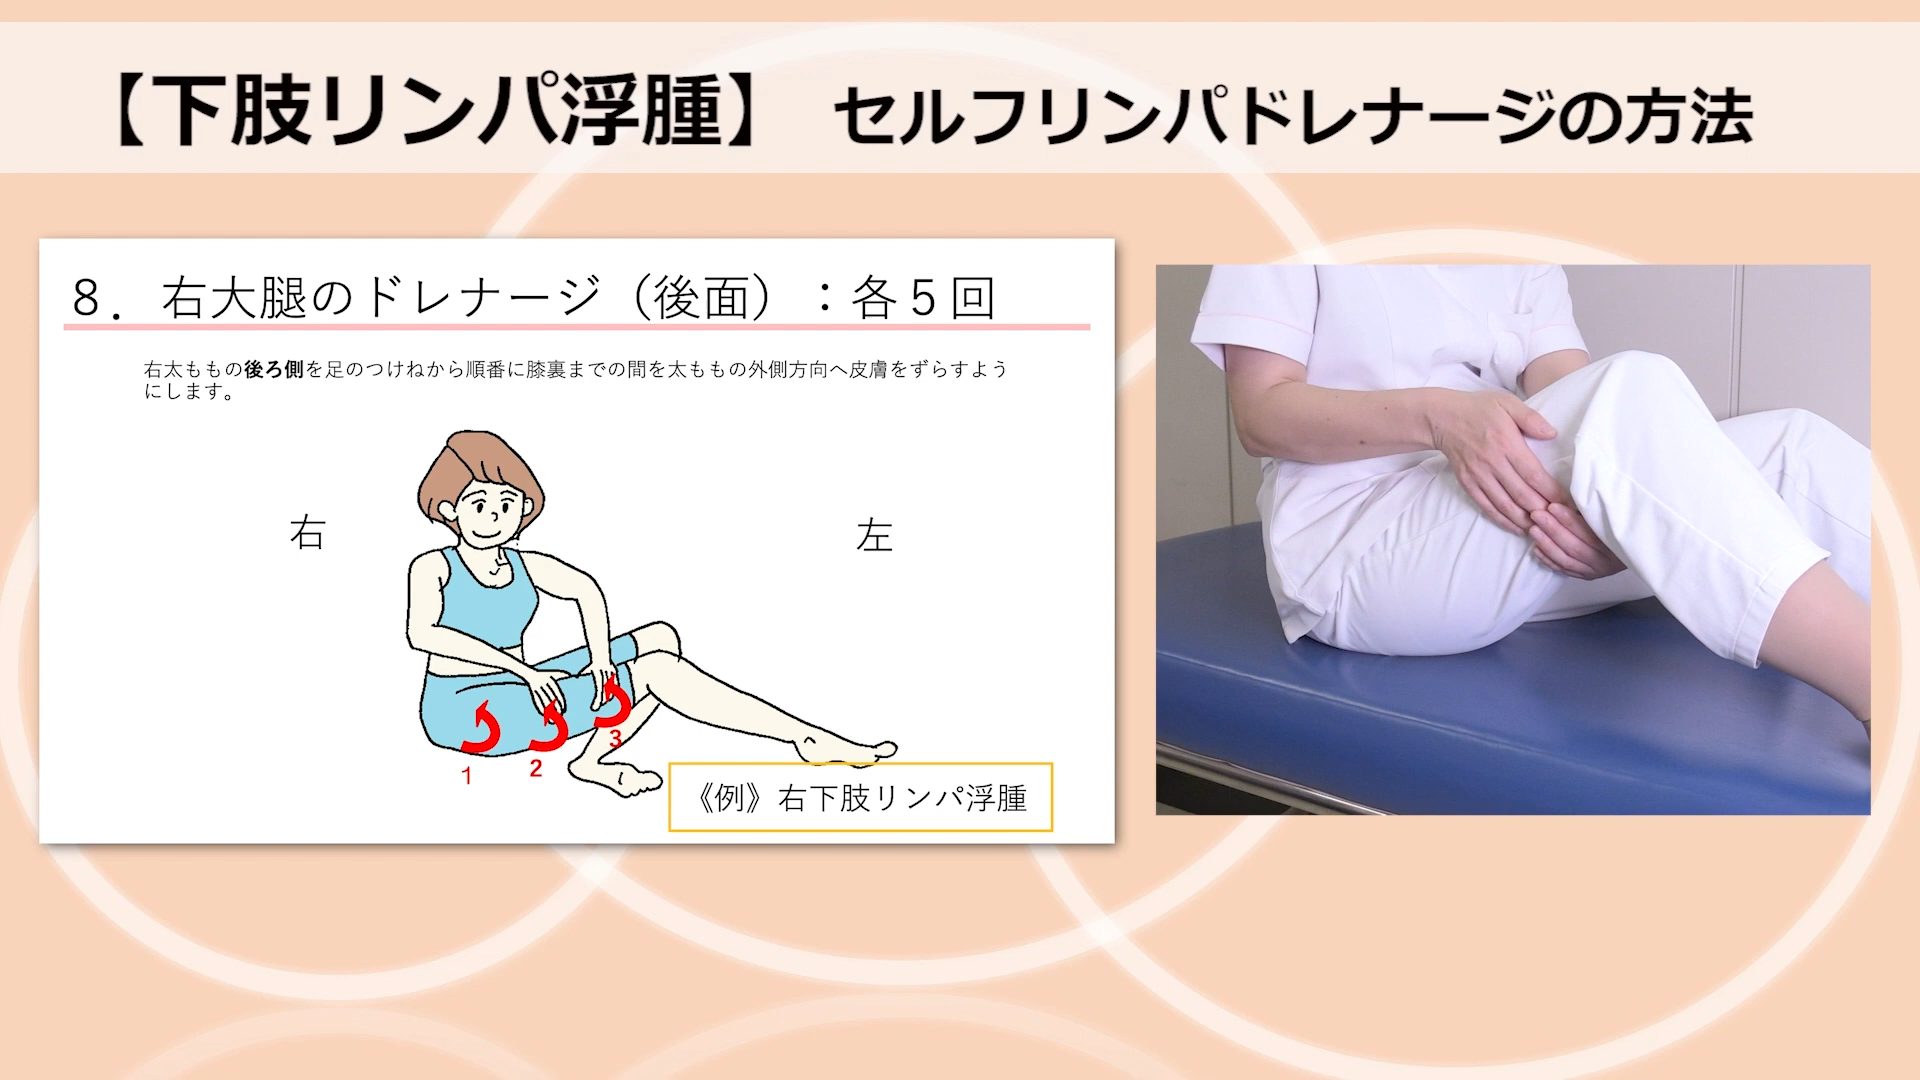 【下肢リンパ浮腫】 セルフリンパドレナージの方法
８．右大腿のドレナージ（後面）：各５回
右太ももの後ろ側を足のつけねから順番に膝裏までの間を太ももの外側方向へ皮膚をずらすよう
にします。
右
左
1
2
3
《例》右下肢リンパ浮腫